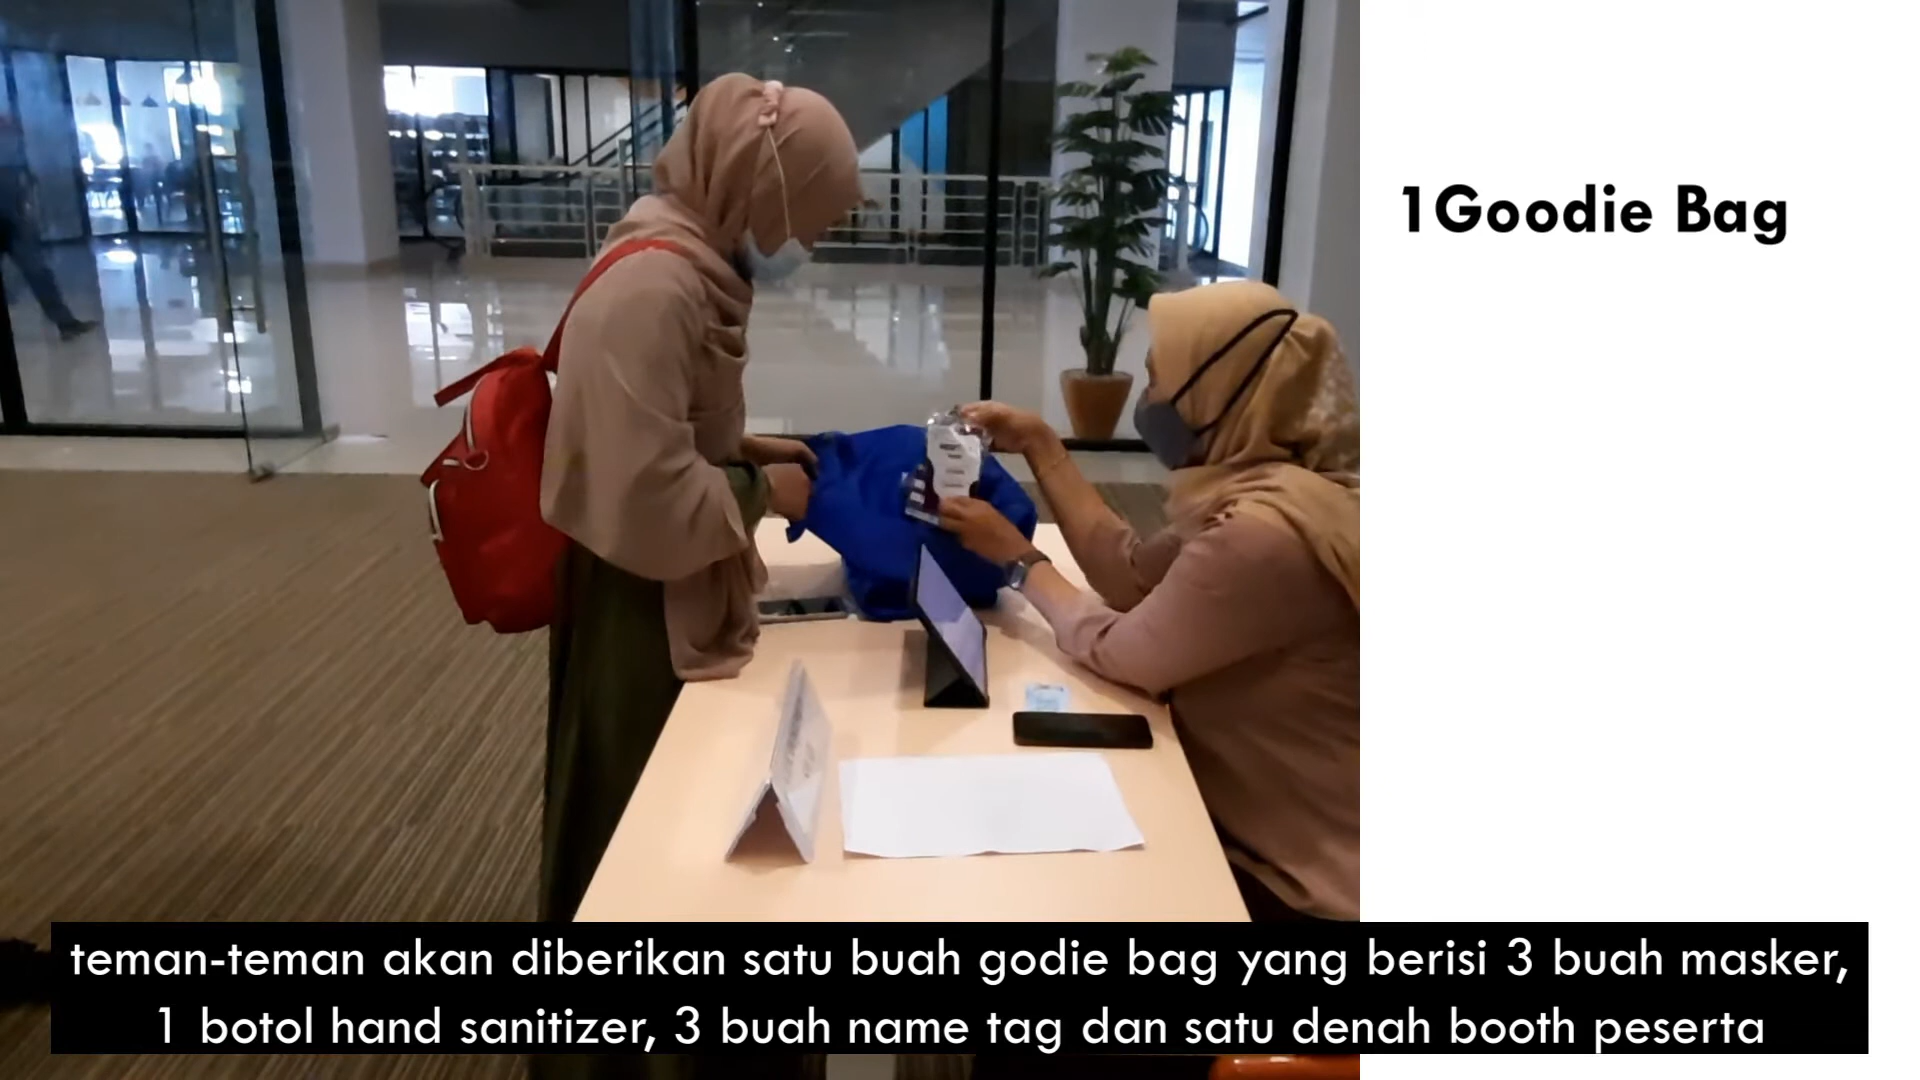 1Goodie Bag
teman-teman akan diberikan satu buah godie bag yang berisi 3 buah masker,
1 botol hand sanitizer, 3 buah name tag dan satu denah booth peserta